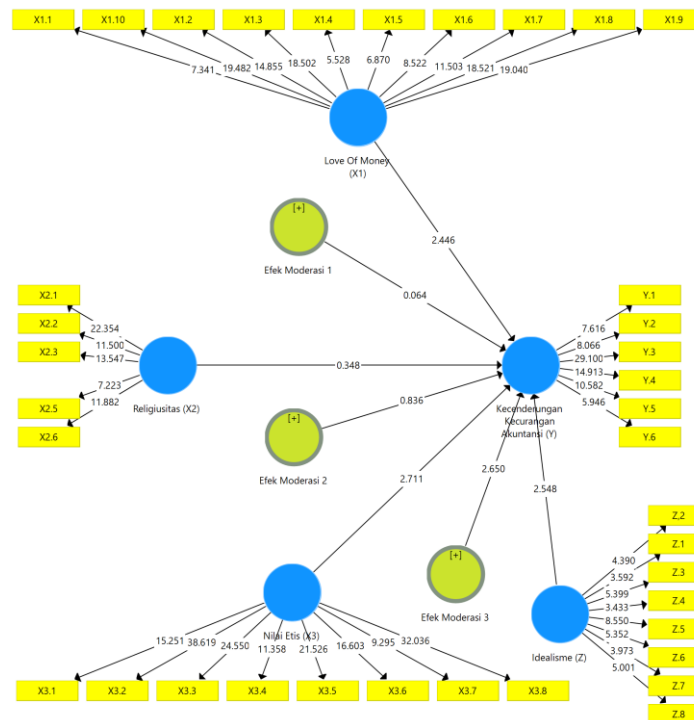 X1.1 X1.10 X1.2 X1.3 X1.4 X1.5 X1.6 X1.7 X1.8 X1.9
7.341 19.482 14.855 18.502 5.528 6.870 8.522 11.503 18.521 19.040
Love Of Money
(X1)
[+]
Efek Moderasi 1
2.446
0.064
X2.1
X2.2
X2.3
X2.5
X2.6
22.354
11.500
13.547
7.223
11.882
Religiusitas (X2)
0.348
[+]
Efek Moderasi 2
0.836
Y.1
Y.2
Y.3
Y.4
Y.5
Y.6
7.616
8.066
29.100
14.913
10.582
5.946
Kecenderungan
Kecurangan
Akuntansi (Y)
2.711
2.650
2.548
[+]
Efek Moderasi 3
Nilai Etis (X3)
15.251 38.619 24.550 11.358 21.526 16.603 9.295 32.036
X3.1 X3.2 X3.3 X3.4 X3.5 X3.6 X3.7 X3.8
Idealisme (Z)
4.390
3.592
5.399
3.433
8.550
5.352
3.973
5.001
Z,2
Z.1
Z.3
Z.4
Z.5
Z.6
Z.7
Z.8